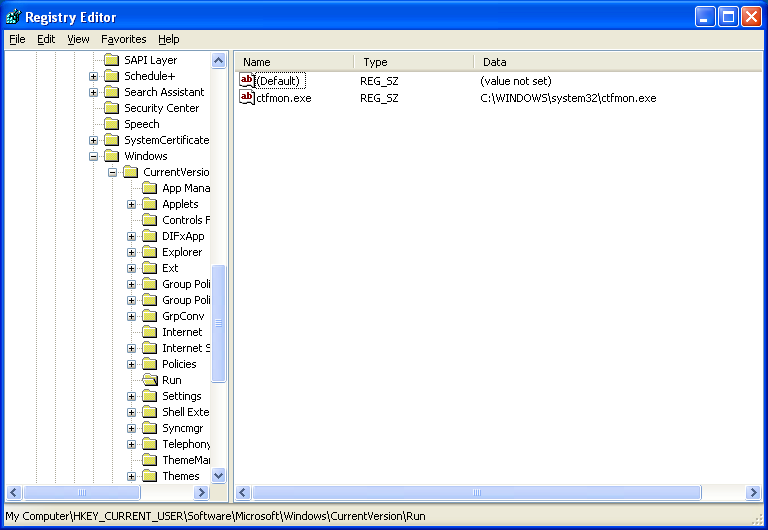 Registry Editor
File Edit View Favorites Help
SAPI Layer
Schedule+
Search Assistant
Security Center
Speech
SystemCertificate
Windows
CurrentVersio
App Mana
Applets
Controls F
DIFxApp
Explorer
Ext
Group Poli
Group Poli
GrpConv
Internet
Internet S
Policies
Run
Settings
Shell Exte
Syncmgr
Telephony
ThemeMa
Themes
Name Type Data
ab (Default) REG_SZ (value not set)
ab ctfmon.exe REG_SZ C:\WINDOWS\system32\ctfmon.exe
My Computer\HKEY_CURRENT_USER\Software\Microsoft\Windows\CurrentVersion\Run